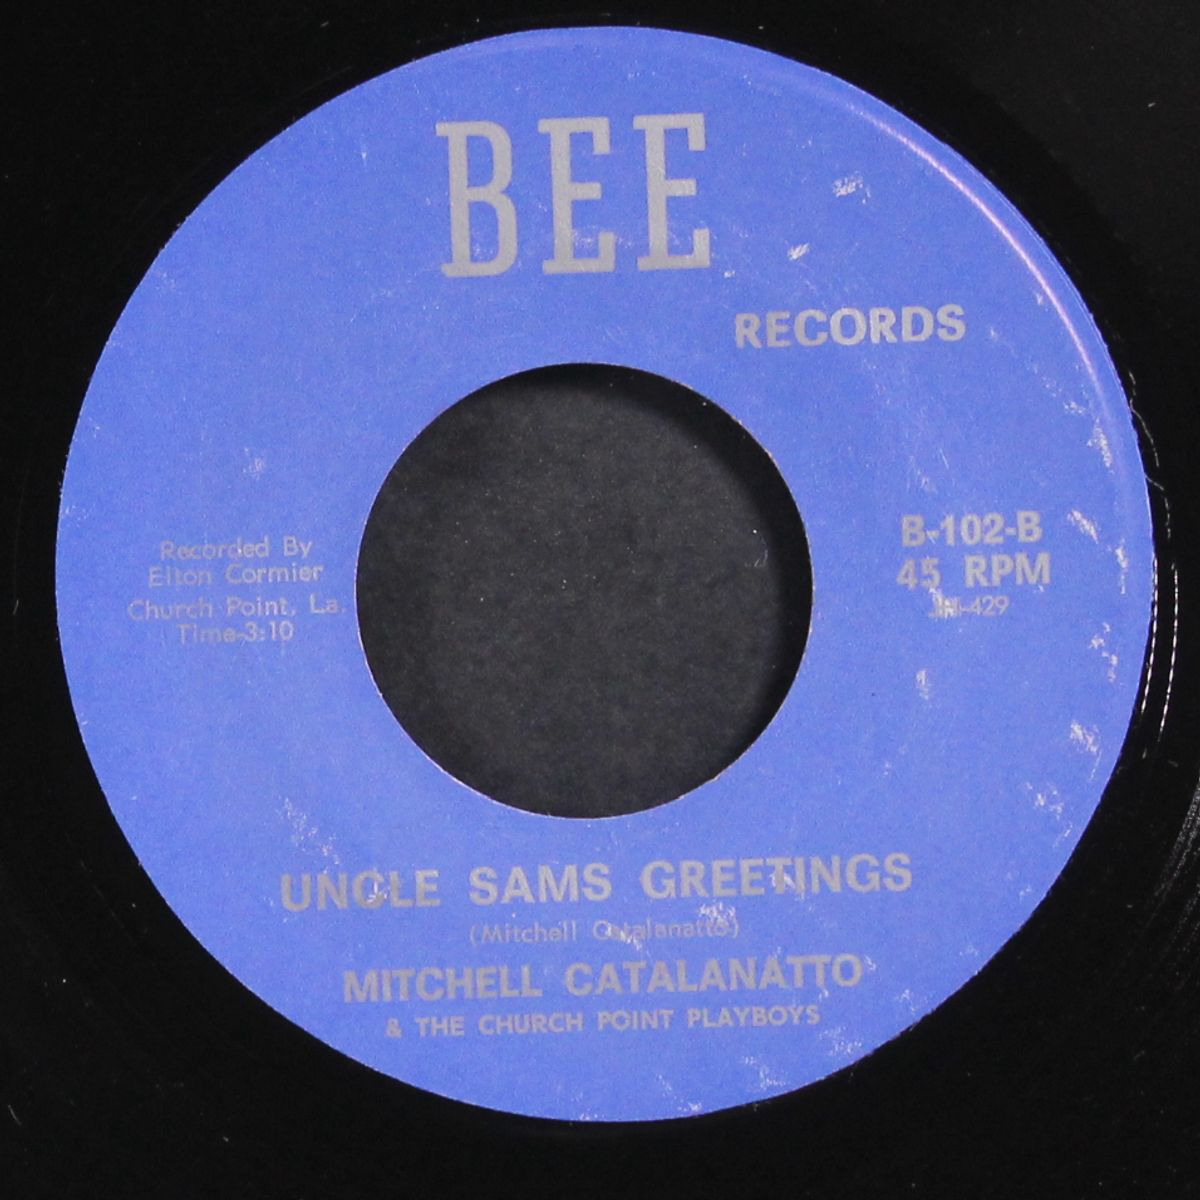 BEE
RECORDS
Recorded By
Elton Cormier
Church Point, La.
Time-3:10
B-102-B
45 RPM
-429
UNCLE SAMS GREETINGS
(Mitchell Catalanatto)
MITCHELL CATALANATTO
& THE CHURCH POINT PLAYBOYS